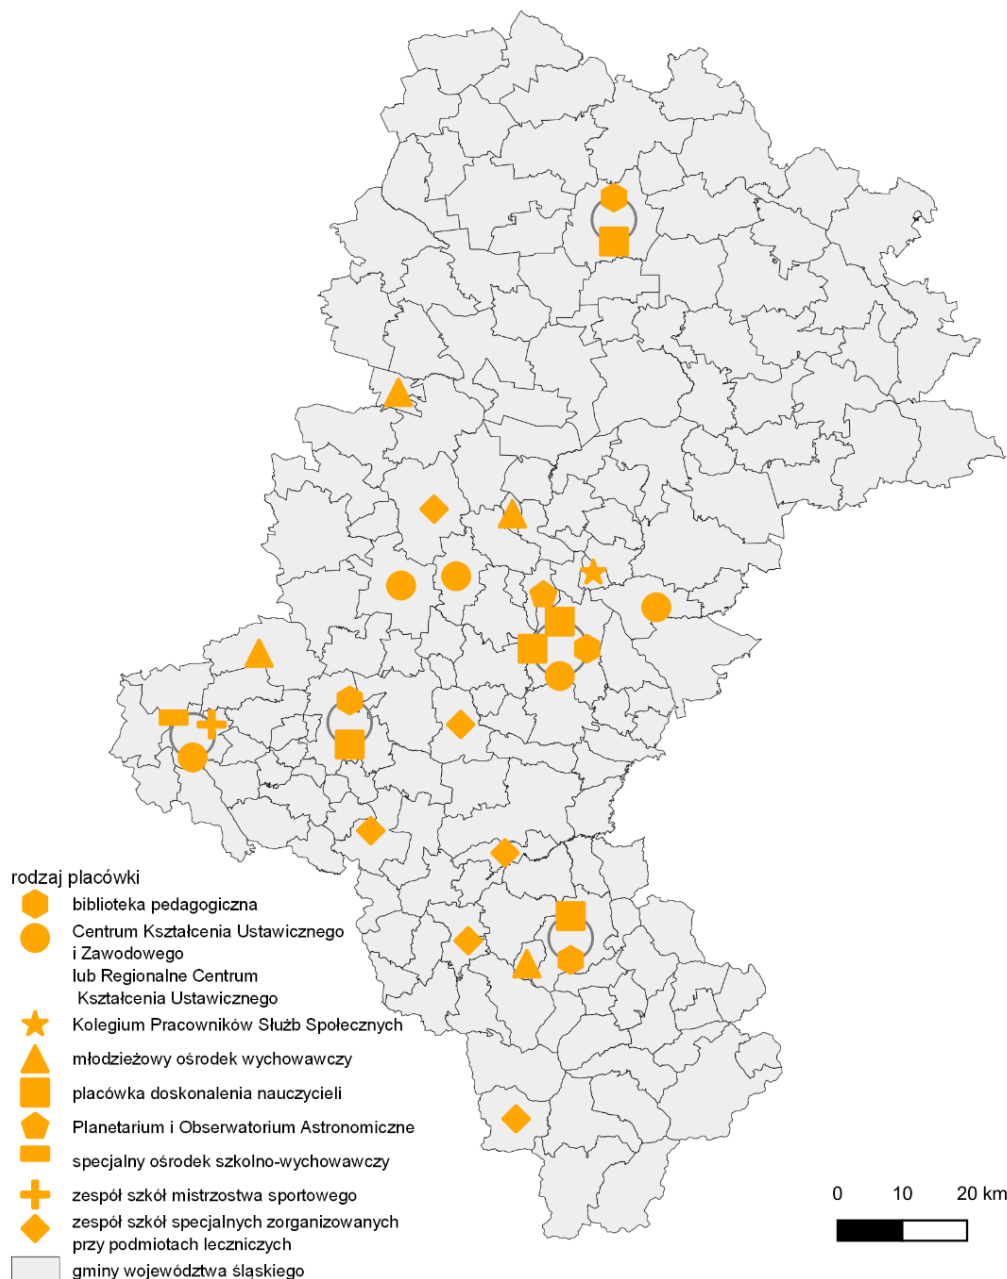 rodzaj placówki
biblioteka pedagogiczna
Centrum Kształcenia Ustawicznego
i Zawodowego
lub Regionalne Centrum
Kształcenia Ustawicznego
Kolegium Pracowników Służb Społecznych
młodzieżowy ośrodek wychowawczy
placówka doskonalenia nauczycieli
Planetarium i Obserwatorium Astronomiczne
specjalny ośrodek szkolno-wychowawczy
zespół szkół mistrzostwa sportowego
zespół szkół specjalnych zorganizowanych
przy podmiotach leczniczych
gminy województwa śląskiego
0 10 20 km